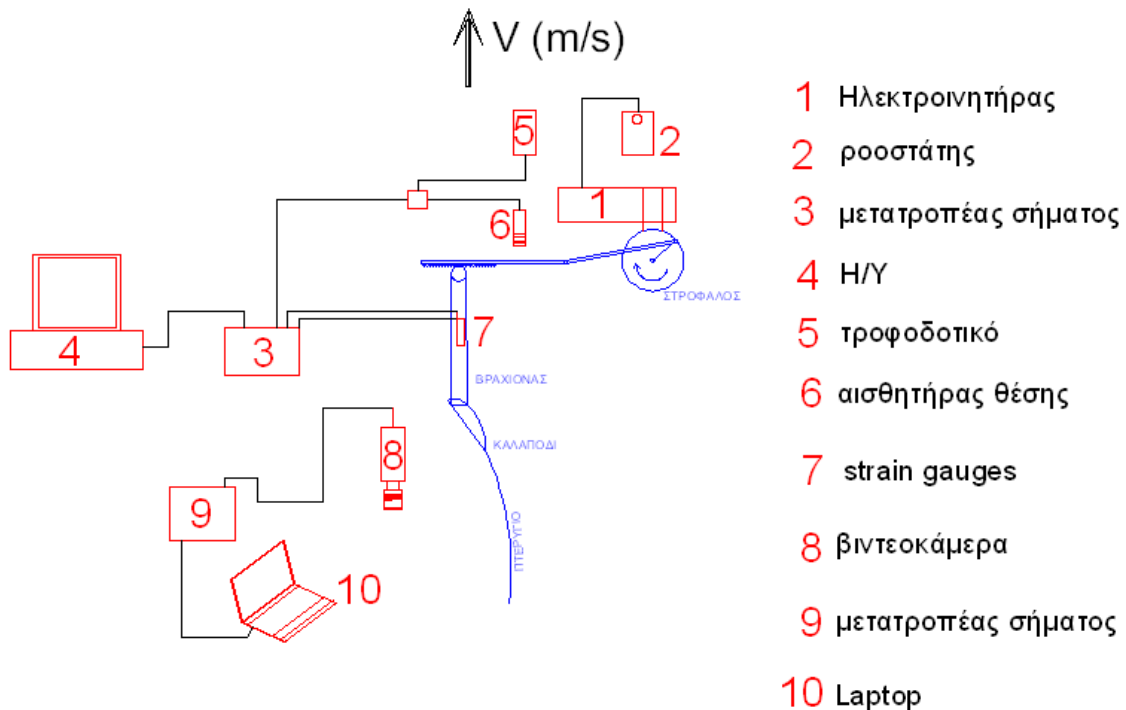 V (m/s)
5
2
1
6
ΣΤΡΟΦΑΛΟΣ
7
3
4
ΒΡΑΧΙΟΝΑΣ
ΚΑΛΑΠΟΔΙ
8
9
ΠΤΕΡΥΓΙΟ
10
1 Ηλεκτροινητήρας
2 ροοστάτης
3 μετατροπέας σήματος
4 Η/Υ
5 τροφοδοτικό
6 αισθητήρας θέσης
7 strain gauges
8 βιντεοκάμερα
9 μετατροπέας σήματος
10 Laptop